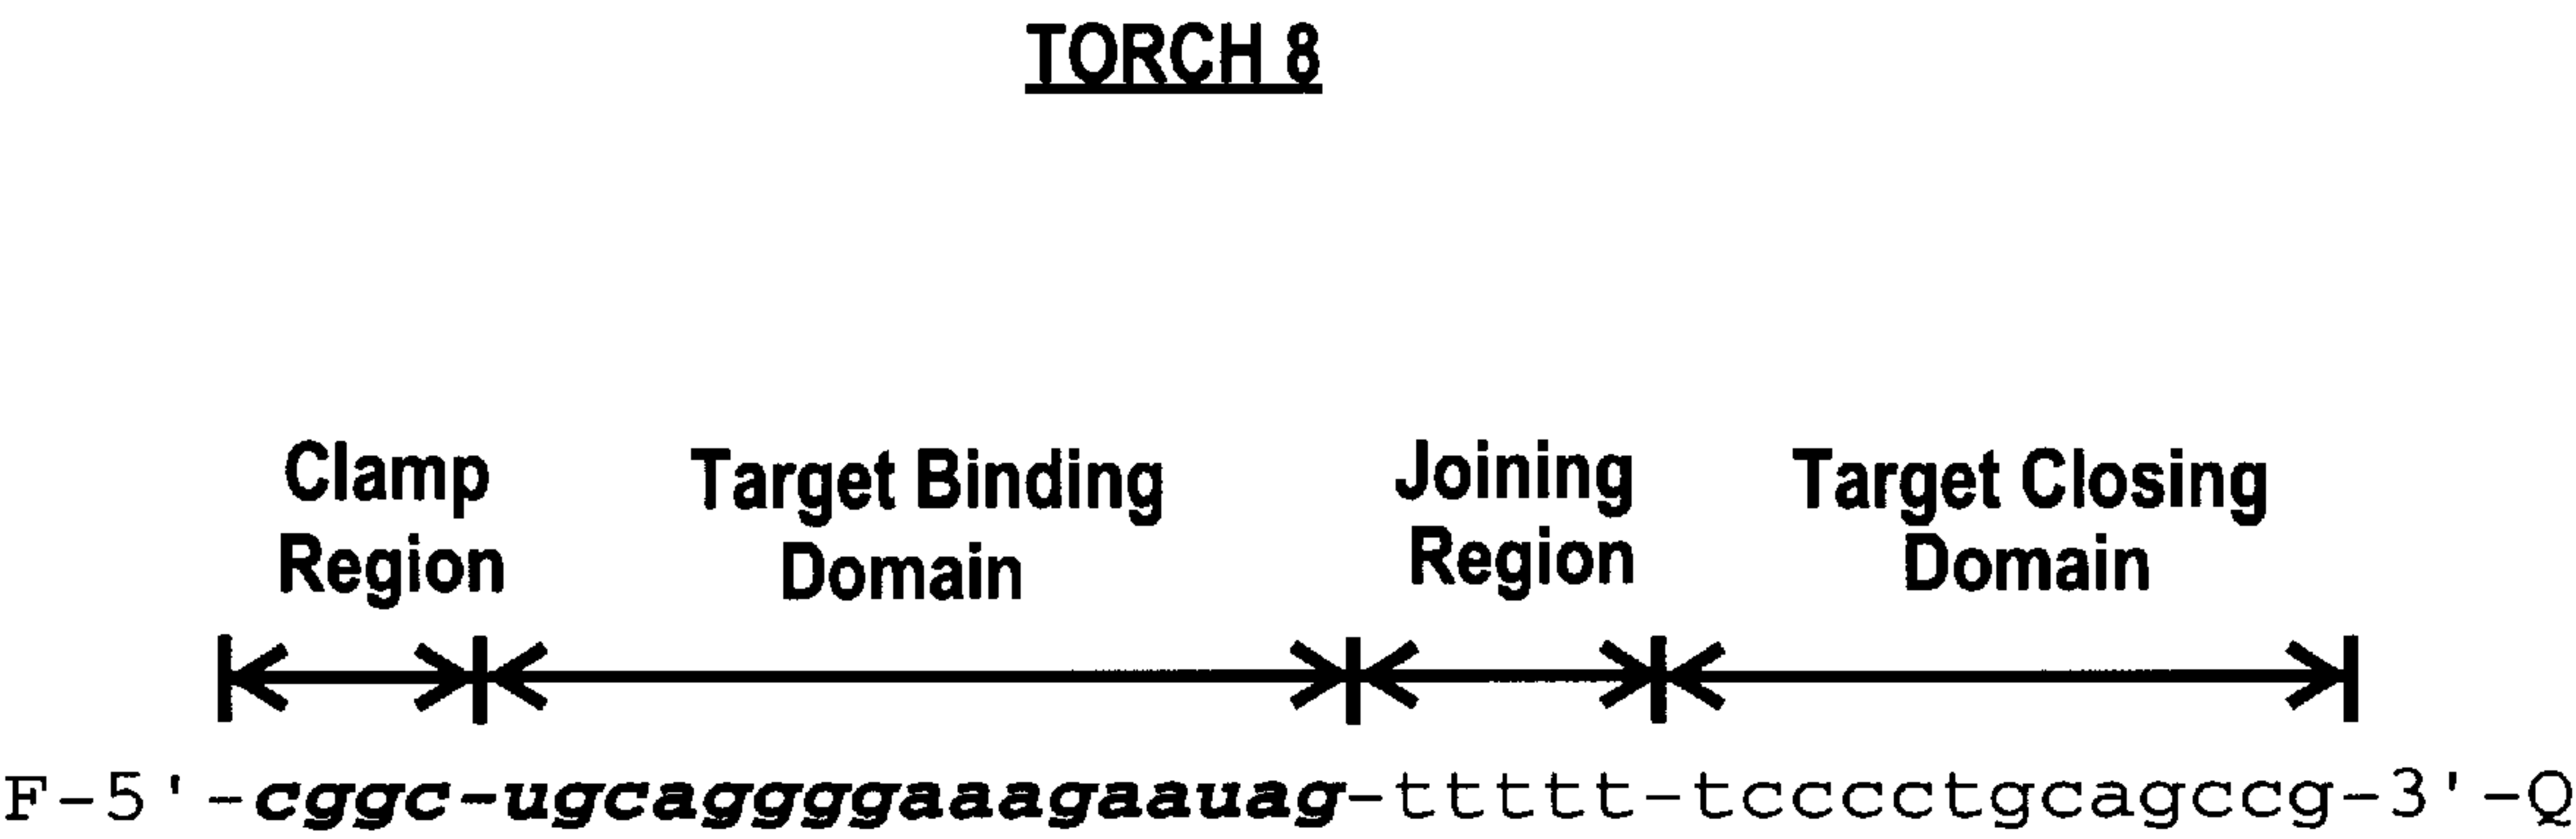 TORCH 8
Clamp Region
Target Binding Domain
Joining Region
Target Closing Domain
F-5'-cggc-ugcaggggaaagaauag-ttttt-tcccctgcagccg-3'-Q